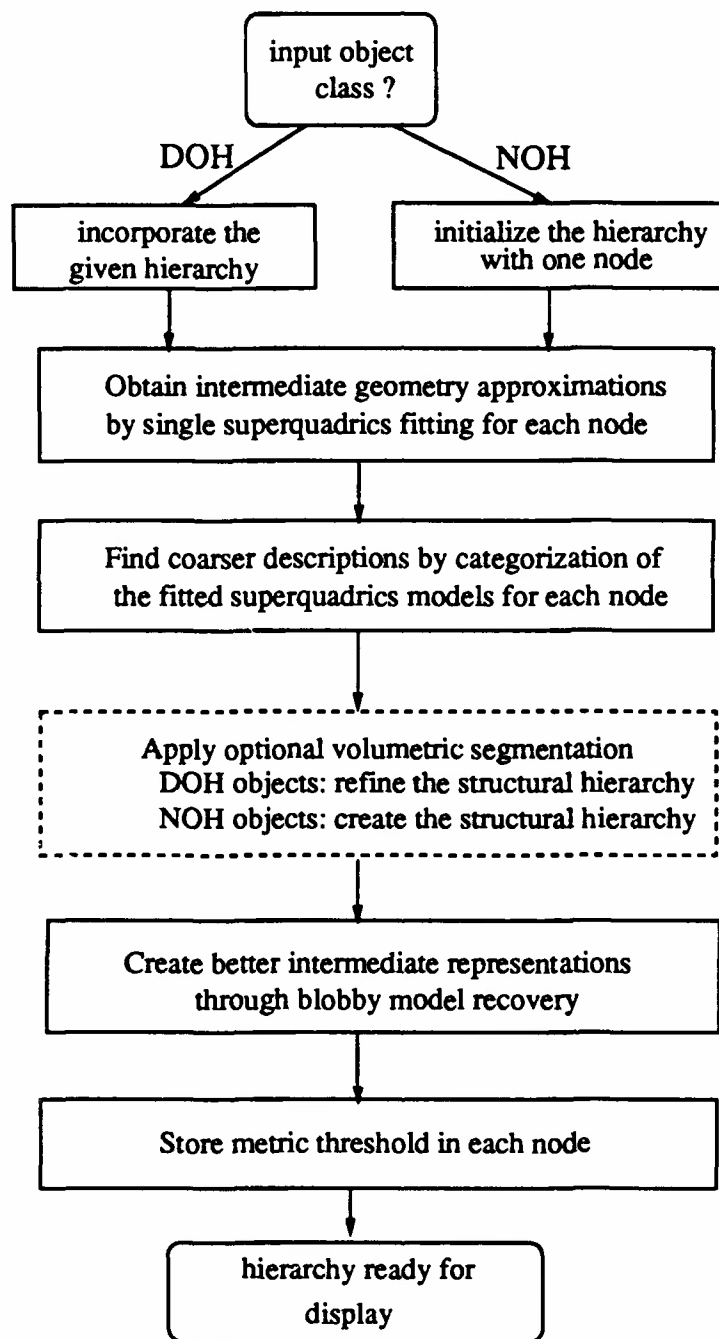 input object
class ?
DOH
NOH
incorporate the
given hierarchy
initialize the hierarchy
with one node
Obtain intermediate geometry approximations
by single superquadrics fitting for each node
Find coarser descriptions by categorization of
the fitted superquadrics models for each node
Apply optional volumetric segmentation
DOH objects: refine the structural hierarchy
NOH objects: create the structural hierarchy
Create better intermediate representations
through blobby model recovery
Store metric threshold in each node
hierarchy ready for
display